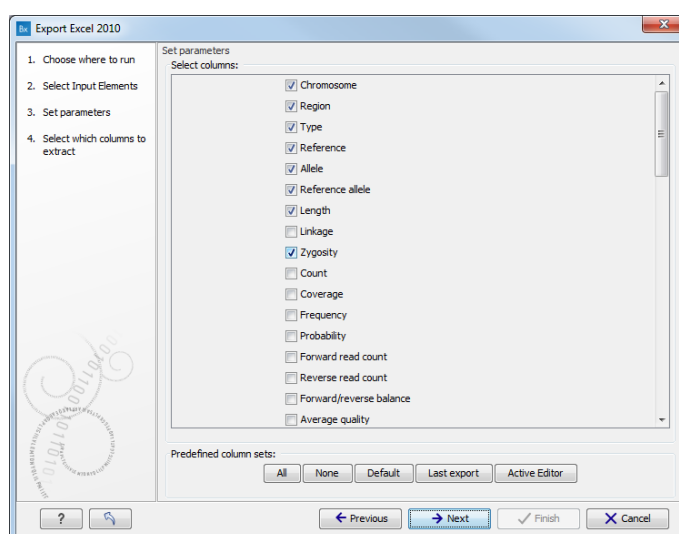 Bx Export Excel 2010
1. Choose where to run
2. Select Input Elements
3. Set parameters
4. Select which columns to
extract
Set parameters
Select columns:
Chromosome
Region
Type
Reference
Allele
Reference allele
Length
Linkage
Zygosity
Count
Coverage
Frequency
Probability
Forward read count
Reverse read count
Forward/reverse balance
Average quality
Predefined column sets:
All None Default Last export Active Editor
? Previous Next Finish Cancel